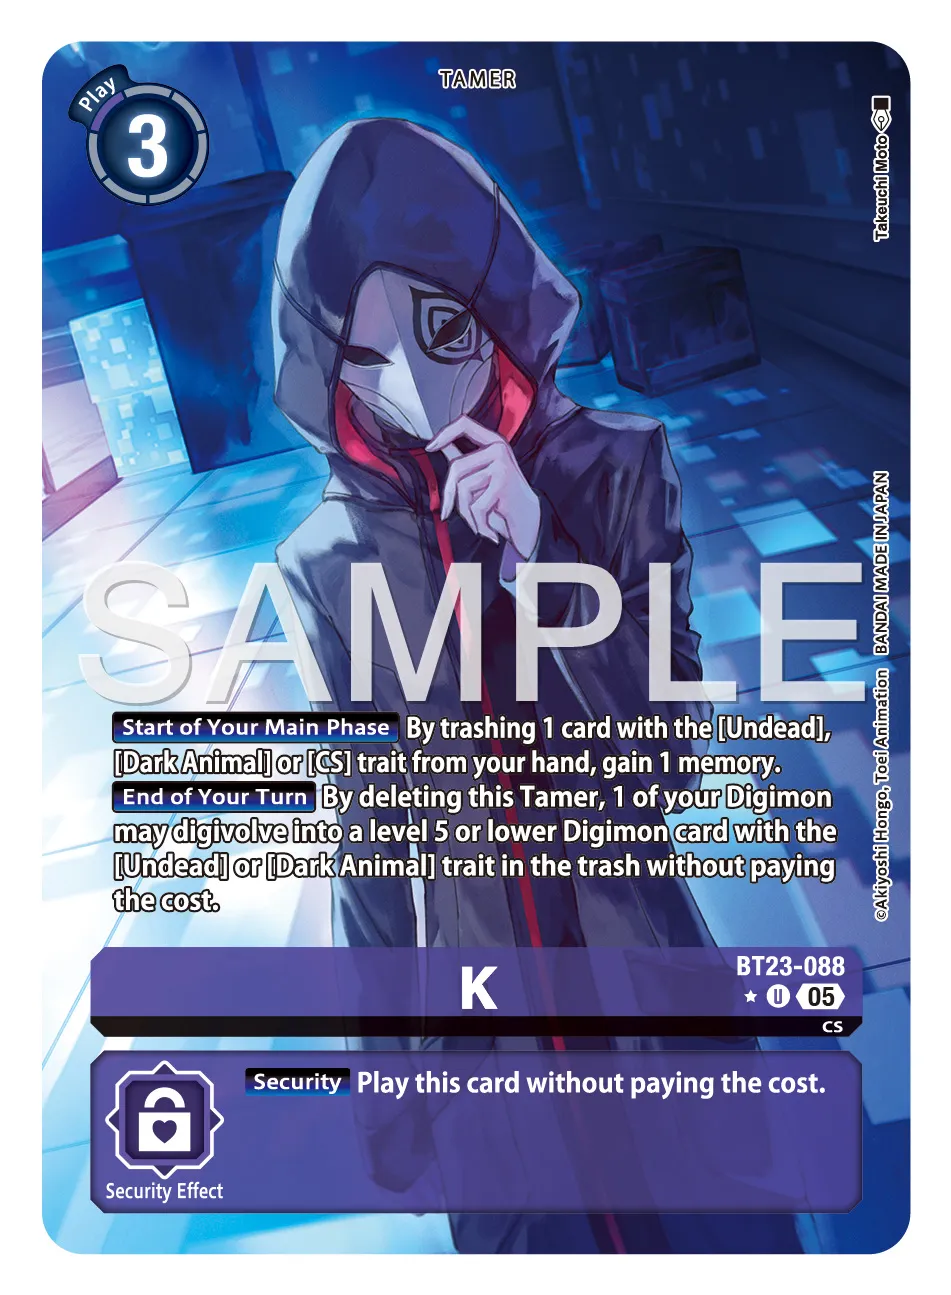 TAMER
Play
3
Takeuchi Moto
BANDAI MADE IN JAPAN
©Akiyoshi Hongo, Toei Animation
SAMPLE
Start of Your Main Phase By trashing 1 card with the [Undead],
[Dark Animal] or [CS] trait from your hand, gain 1 memory.
End of Your Turn By deleting this Tamer, 1 of your Digimon
may digivolve into a level 5 or lower Digimon card with the
[Undead] or [Dark Animal] trait in the trash without paying
the cost.
K
BT23-088
U 05
CS
Security Play this card without paying the cost.
Security Effect